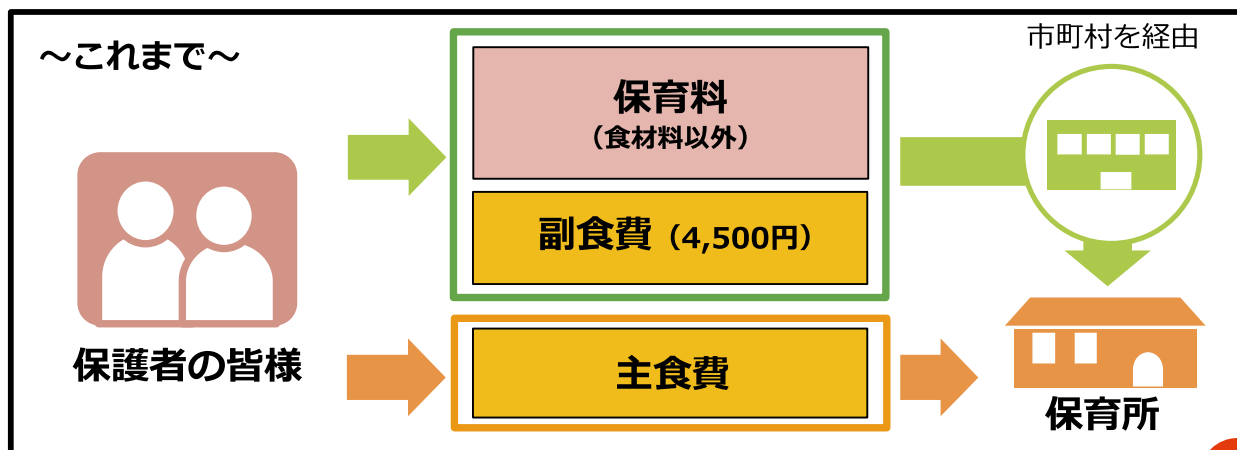 ～これまで～
市町村を経由
保育料
（食材料以外）
副食費（4,500円）
保護者の皆様
主食費
保育所